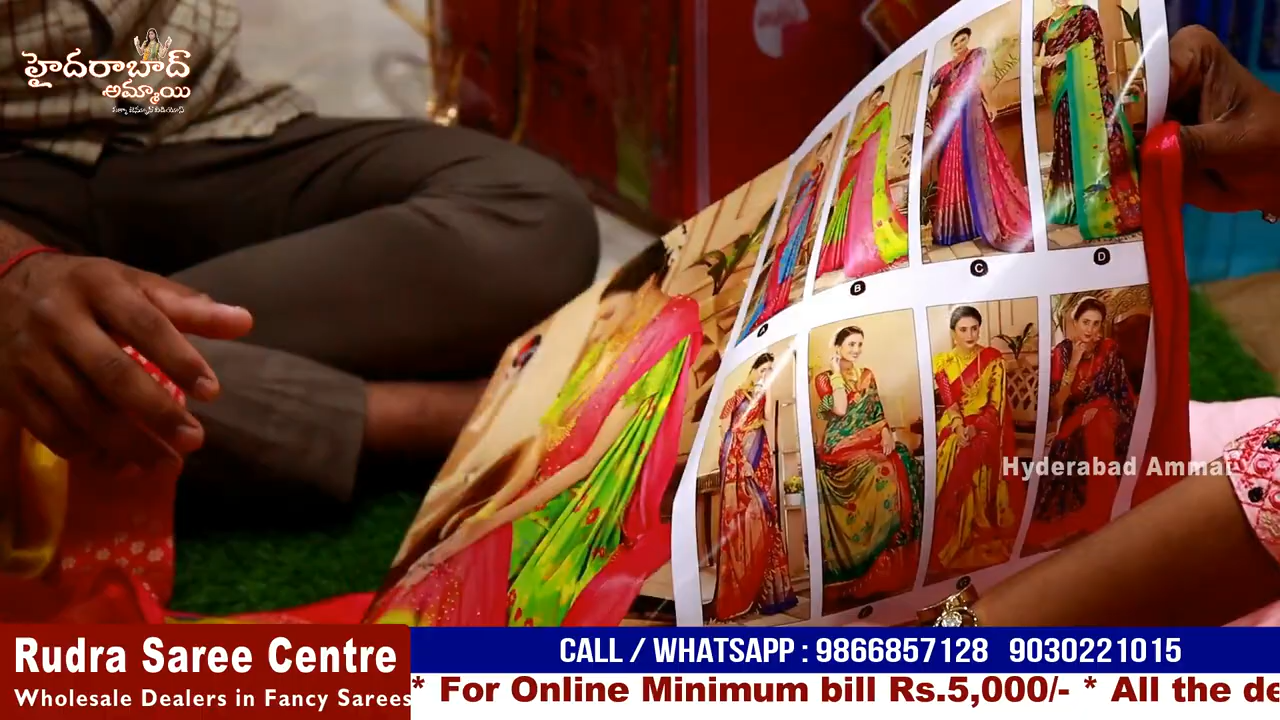 హైదరాబాద్
అమ్మాయి
A
B
C
D
G
Hyderabad Ammai
Rudra Saree Centre
Wholesale Dealers in Fancy Sarees
CALL / WHATSAPP : 9866857128 9030221015
* For Online Minimum bill Rs.5,000/- * All the de